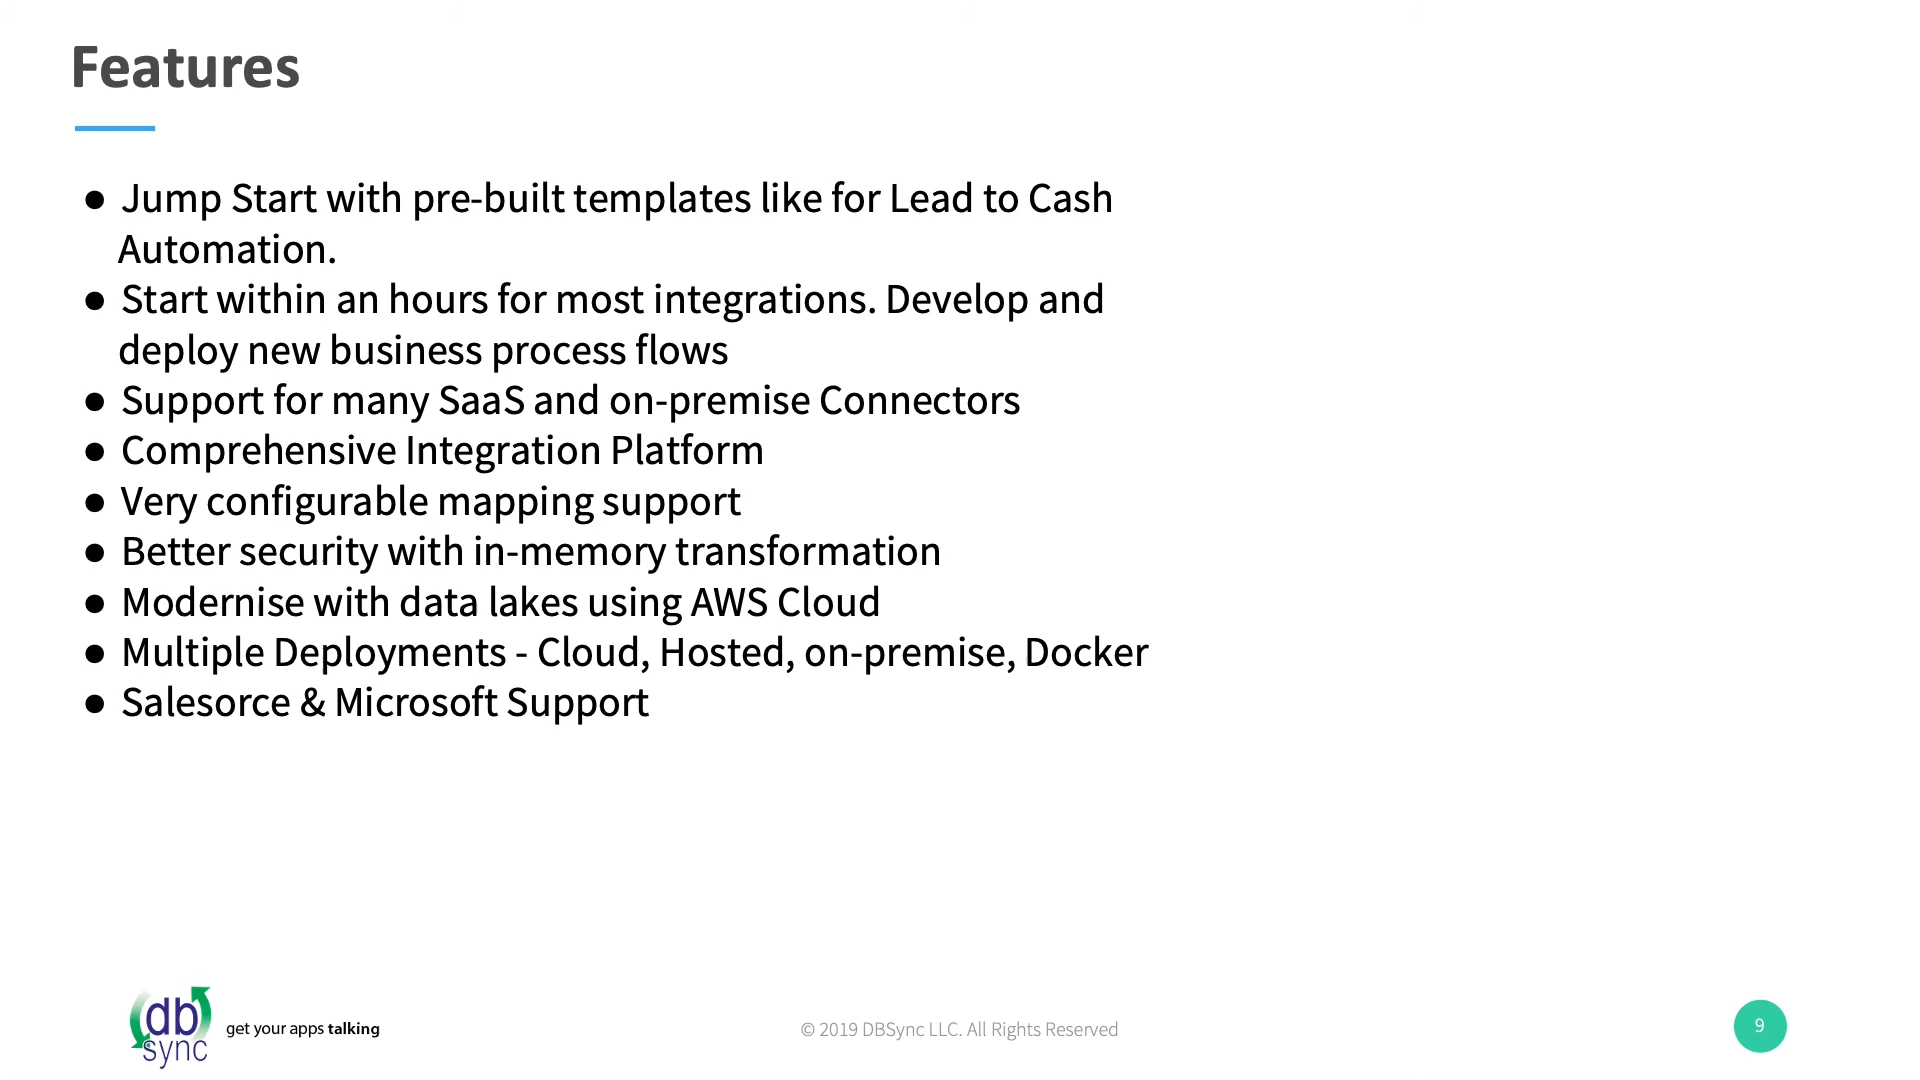 Features
● Jump Start with pre-built templates like for Lead to Cash
Automation.
● Start within an hours for most integrations. Develop and
deploy new business process flows
● Support for many SaaS and on-premise Connectors
● Comprehensive Integration Platform
● Very configurable mapping support
● Better security with in-memory transformation
● Modernise with data lakes using AWS Cloud
● Multiple Deployments - Cloud, Hosted, on-premise, Docker
● Salesorce & Microsoft Support
db
sync
get your apps talking
© 2019 DBSync LLC. All Rights Reserved
9